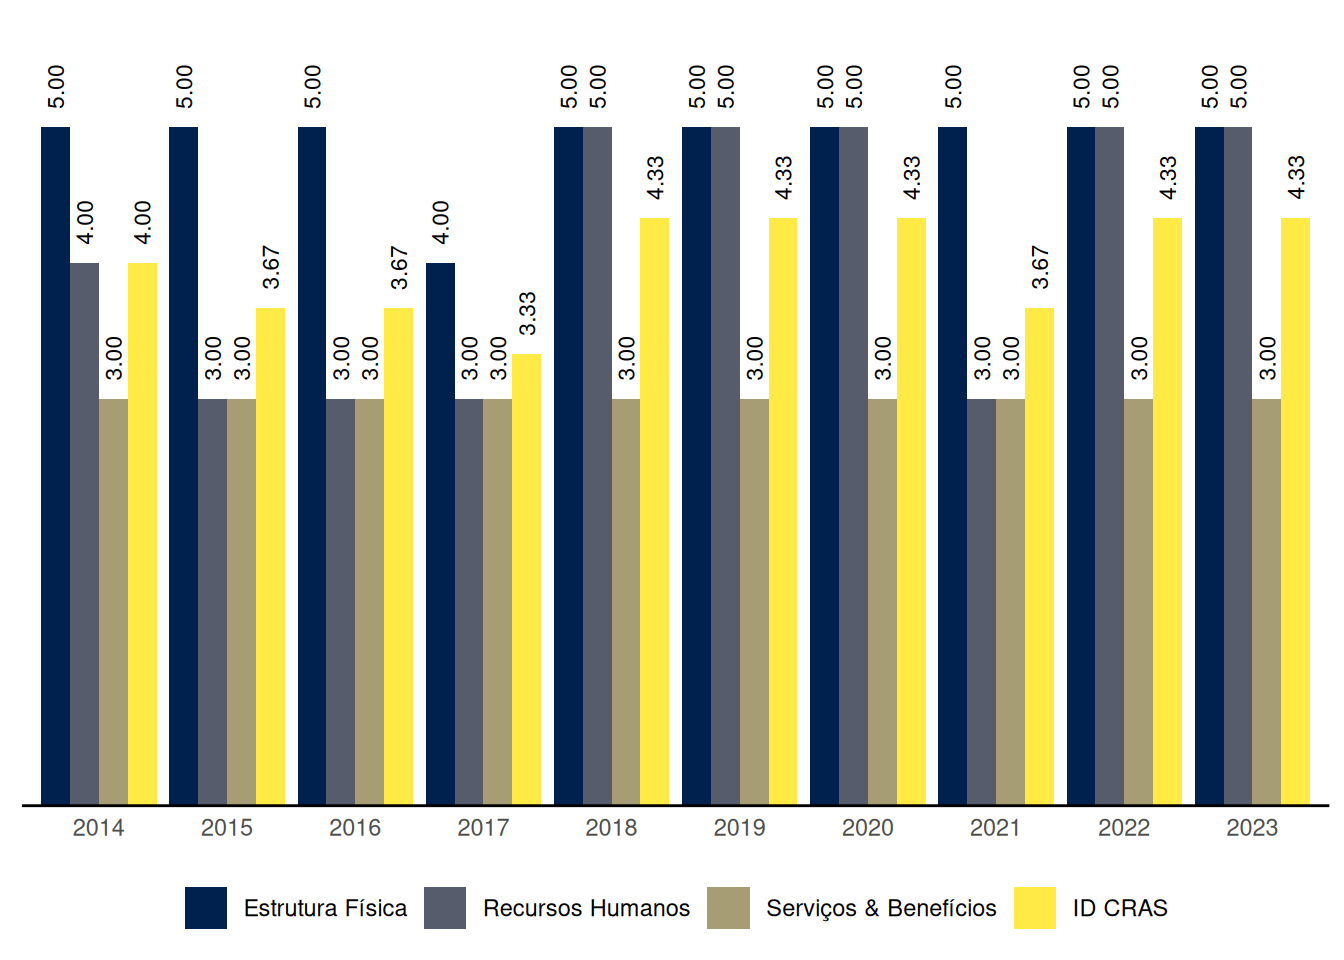 5.00 4.00 3.00 4.00 5.00 3.00 3.00 3.67 5.00 3.00 3.00 3.67 4.00 3.00 3.00 3.33 5.00 5.00 3.00 4.33 5.00 5.00 3.00 4.33 5.00 5.00 3.00 4.33 5.00 3.00 3.00 3.67 5.00 5.00 3.00 4.33 5.00 5.00 3.00 4.33
2014 2015 2016 2017 2018 2019 2020 2021 2022 2023
Estrutura Física Recursos Humanos Serviços & Benefícios ID CRAS